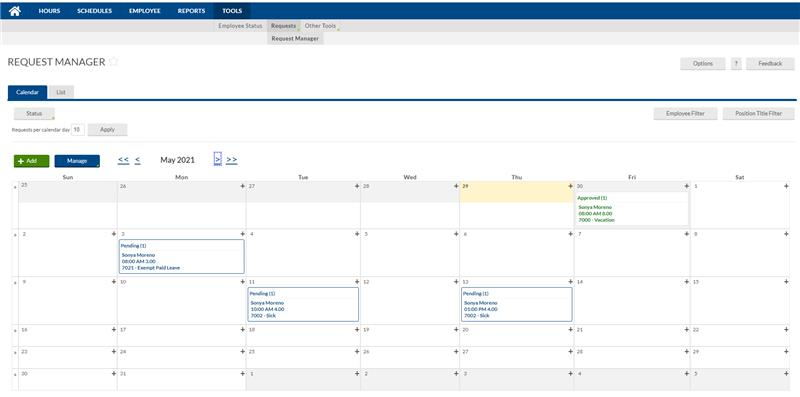 HOURS SCHEDULES EMPLOYEE REPORTS TOOLS
Employee Status Requests Other Tools
Request Manager
REQUEST MANAGER
Options ? Feedback
Calendar List
Status Employee Filter Position Title Filter
Requests per calendar day 10 Apply
+ Add Manage << < May 2021 > >>
Sun Mon Tue Wed Thu Fri Sat
25 26 + 27 + 28 + 29 + 30 + 1 +
Approved (1)
Sonya Moreno
08:00 AM 8.00
7000 - Vacation
2 + 3 + 4 + 5 + 6 + 7 + 8 +
Pending (1)
Sonya Moreno
08:00 AM 3.00
7021 - Exempt Paid Leave
9 + 10 + 11 + 12 + 13 + 14 + 15 +
Pending (1) Pending (1)
Sonya Moreno Sonya Moreno
10:00 AM 4.00 01:00 PM 4.00
7002 - Sick 7002 - Sick
16 + 17 + 18 + 19 + 20 + 21 + 22 +
23 + 24 + 25 + 26 + 27 + 28 + 29 +
30 + 31 + 1 + 2 + 3 + 4 + 5 +